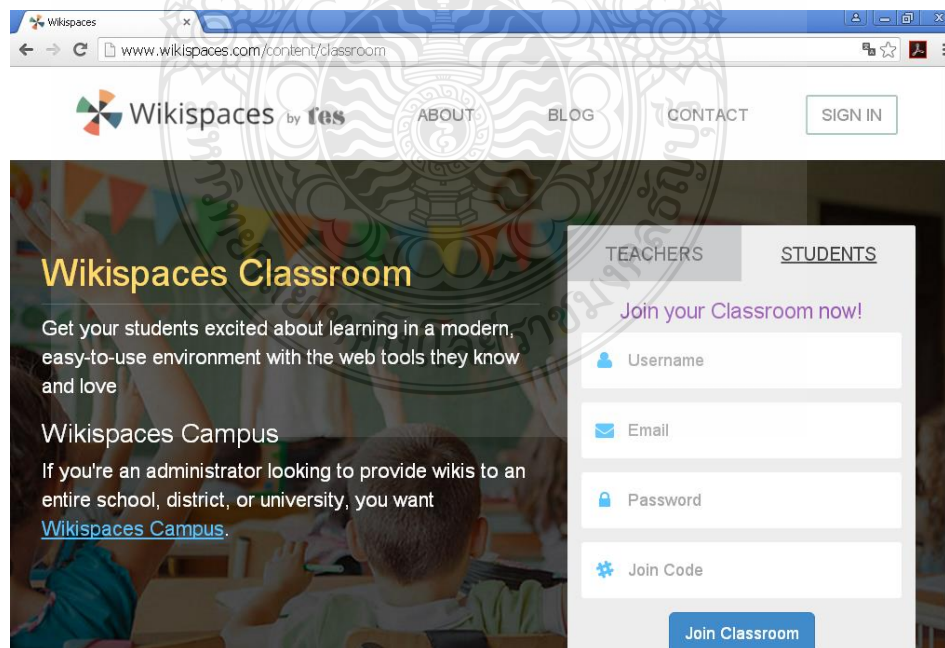 Wikispaces
www.wikispaces.com/content/classroom
Wikispaces by tes
ABOUT
BLOG
CONTACT
SIGN IN
Wikispaces Classroom
Get your students excited about learning in a modern,
easy-to-use environment with the web tools they know
and love
Wikispaces Campus
If you're an administrator looking to provide wikis to an
entire school, district, or university, you want
Wikispaces Campus.
TEACHERS
STUDENTS
Join your Classroom now!
Username
Email
Password
Join Code
Join Classroom